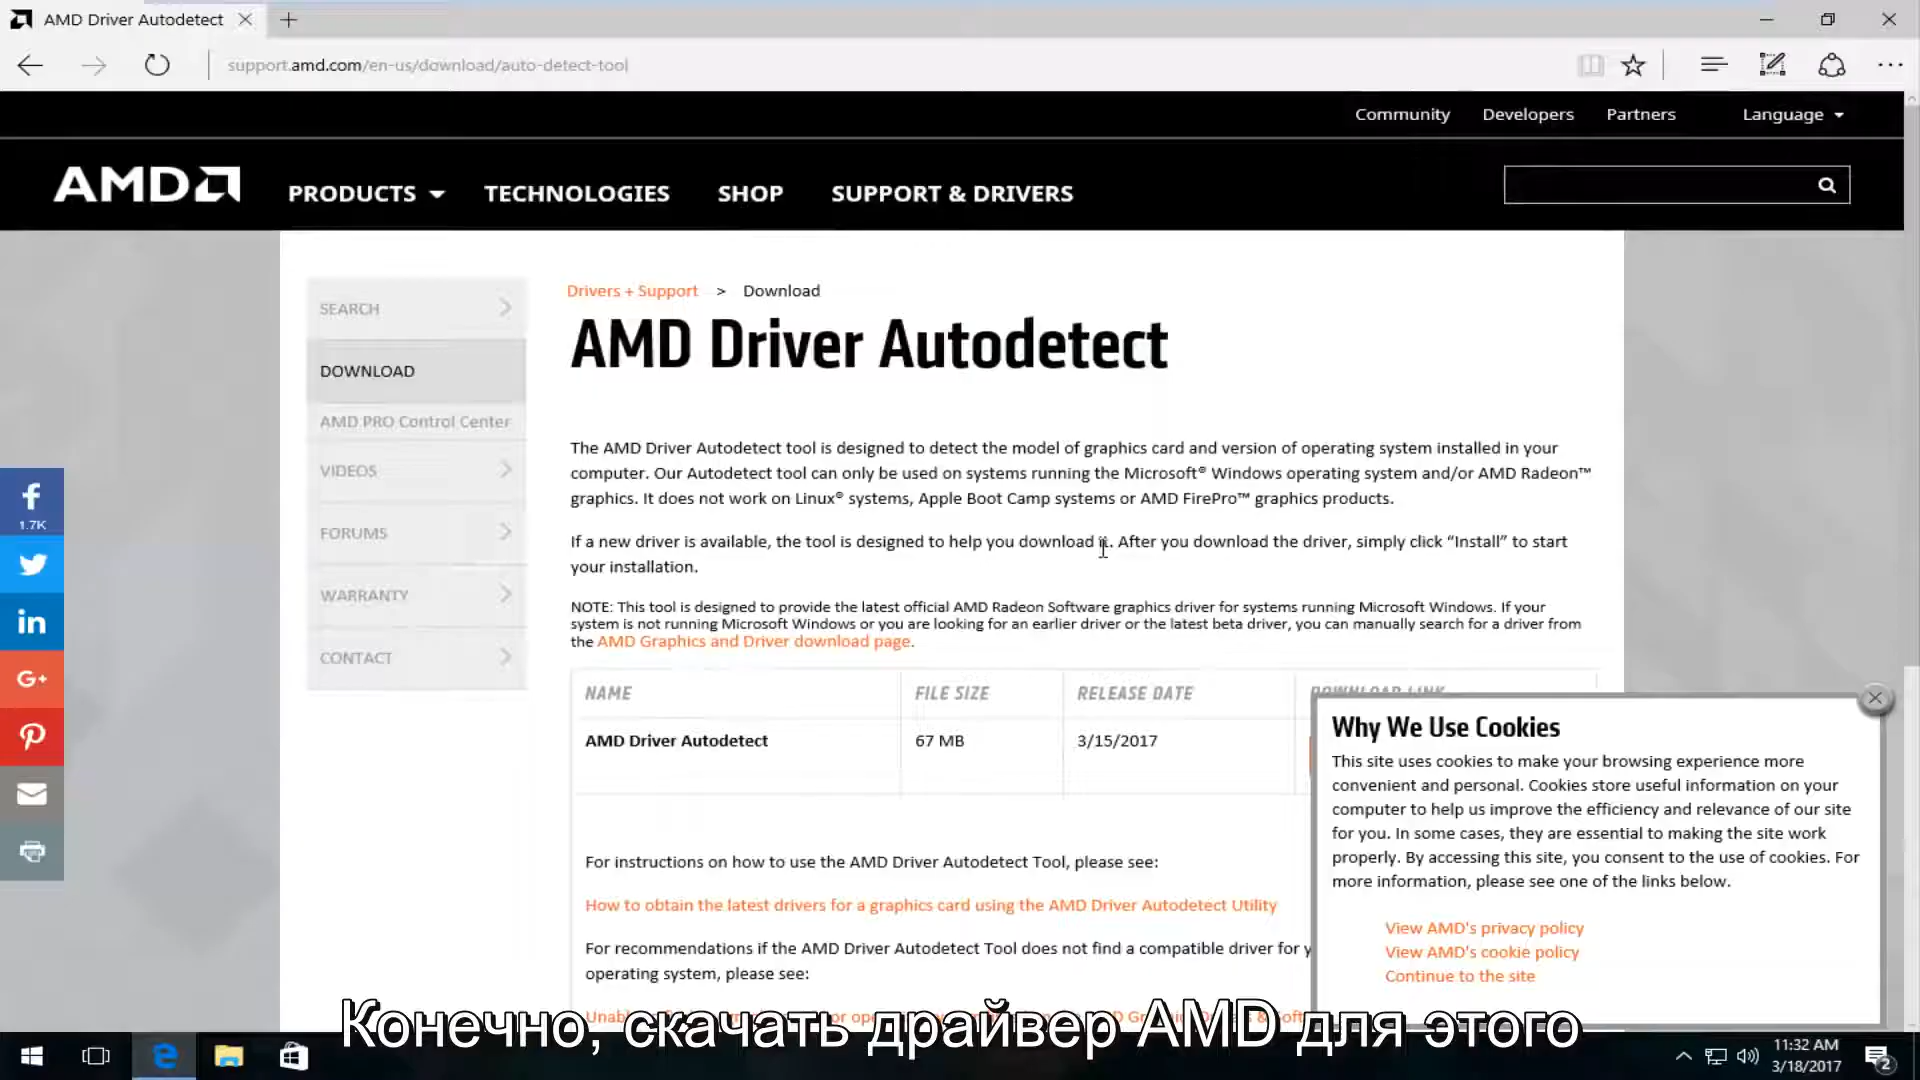 AMD Driver Autodetect
support.amd.com/en-us/download/auto-detect-tool
Community Developers Partners Language
AMD PRODUCTS TECHNOLOGIES SHOP SUPPORT & DRIVERS
SEARCH
DOWNLOAD
AMD PRO Control Center
VIDEOS
FORUMS
WARRANTY
CONTACT
f
1.7K
in
G+
Drivers + Support > Download
AMD Driver Autodetect
The AMD Driver Autodetect tool is designed to detect the model of graphics card and version of operating system installed in your
computer. Our Autodetect tool can only be used on systems running the Microsoft® Windows operating system and/or AMD Radeon™
graphics. It does not work on Linux® systems, Apple Boot Camp systems or AMD FirePro™ graphics products.
If a new driver is available, the tool is designed to help you download it. After you download the driver, simply click “Install” to start
your installation.
NOTE: This tool is designed to provide the latest official AMD Radeon Software graphics driver for systems running Microsoft Windows. If your
system is not running Microsoft Windows or you are looking for an earlier driver or the latest beta driver, you can manually search for a driver from
the AMD Graphics and Driver download page.
NAME FILE SIZE RELEASE DATE DOWNLOAD LINK
AMD Driver Autodetect 67 MB 3/15/2017
For instructions on how to use the AMD Driver Autodetect Tool, please see:
How to obtain the latest drivers for a graphics card using the AMD Driver Autodetect Utility
For recommendations if the AMD Driver Autodetect Tool does not find a compatible driver for y
operating system, please see:
Why We Use Cookies
This site uses cookies to make your browsing experience more
convenient and personal. Cookies store useful information on your
computer to help us improve the efficiency and relevance of our site
for you. In some cases, they are essential to making the site work
properly. By accessing this site, you consent to the use of cookies. For
more information, please see one of the links below.
View AMD's privacy policy
View AMD's cookie policy
Continue to the site
Конечно, скачать драйвер AMD для этого
11:32 AM
3/18/2017
2